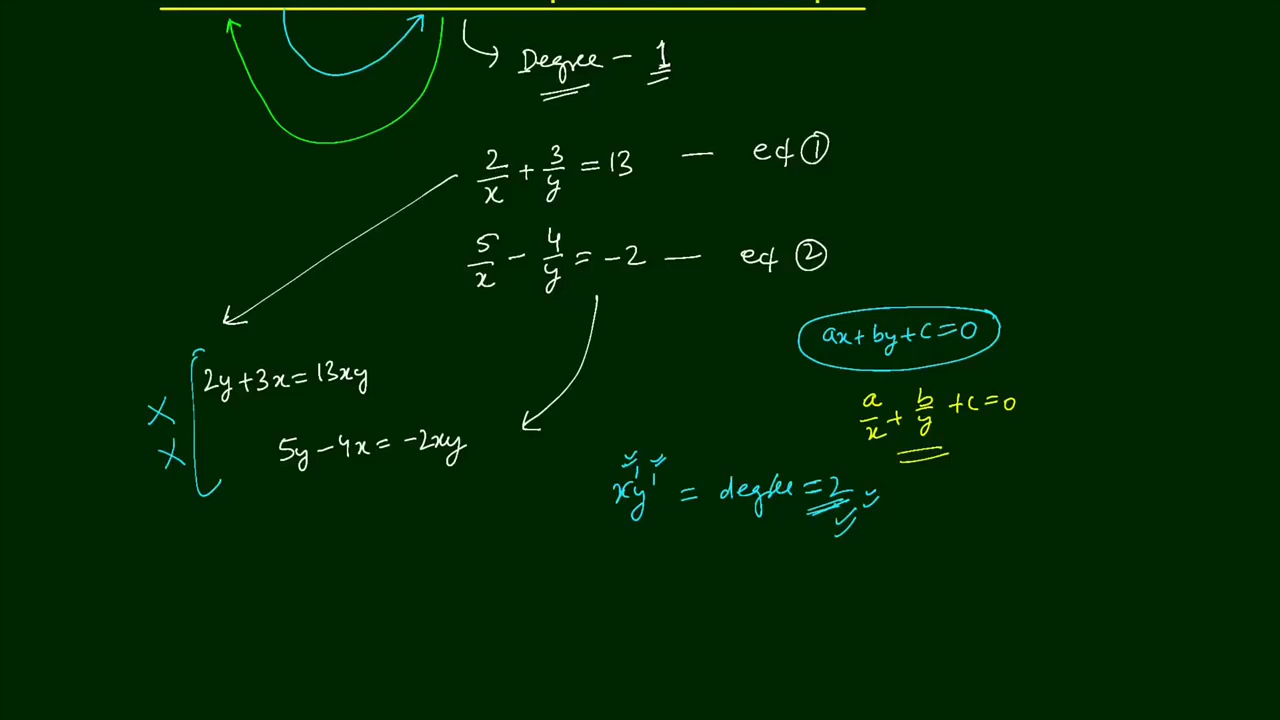 Degree - 1
2/x + 3/y = 13 — eq ①
5/x - 4/y = -2 — eq ②
ax+by+c=0
2y+3x=13xy
a/x + b/y +c=0
5y-4x= -2xy
x¹y¹ = degree = 2